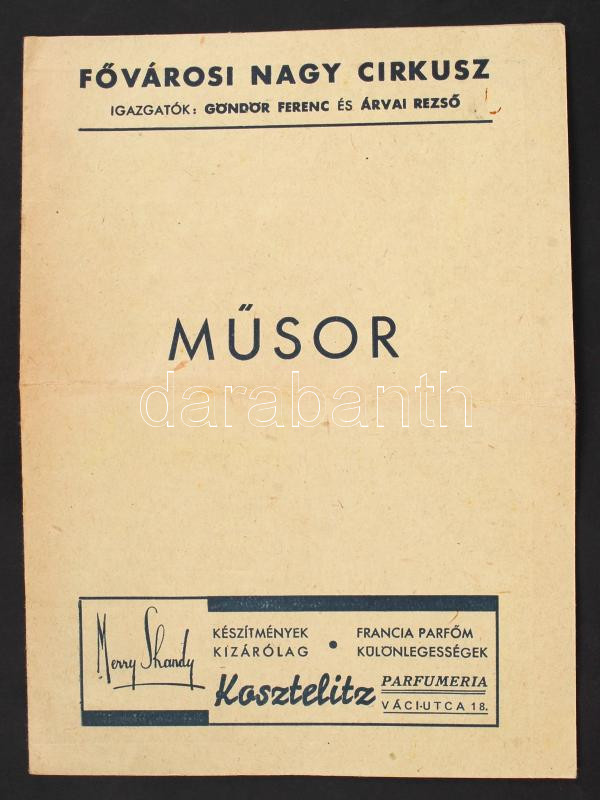 FŐVÁROSI NAGY CIRKUSZ
IGAZGATÓK: GÖNDÖR FERENC ÉS ÁRVAI REZSŐ
MŰSOR
darabanth
Merry Shandy
KÉSZÍTMÉNYEK
KIZÁRÓLAG
• FRANCIA PARFŐM
KÜLÖNLEGESSÉGEK
Kosztelitz
PARFUMERIA
VÁCI-UTCA 18.